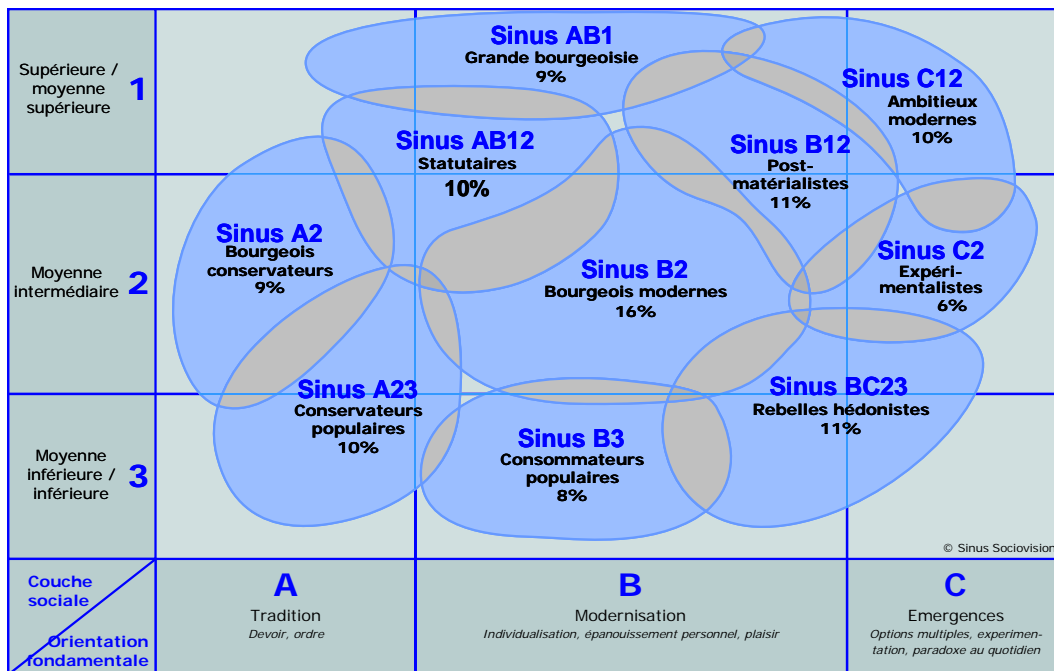 Supérieure /
moyenne
supérieure
1
Moyenne
intermédiaire
2
Moyenne
inférieure /
inférieure
3
Sinus AB1
Grande bourgeoisie
9%
Sinus C12
Ambitieux
modernes
10%
Sinus AB12
Statutaires
10%
Sinus B12
Post-
matérialistes
11%
Sinus A2
Bourgeois
conservateurs
9%
Sinus B2
Bourgeois modernes
16%
Sinus C2
Expéri-
mentalistes
6%
Sinus A23
Conservateurs
populaires
10%
Sinus B3
Consommateurs
populaires
8%
Sinus BC23
Rebelles hédonistes
11%
© Sinus Sociovision
Couche
sociale
Orientation
fondamentale
A
Tradition
Devoir, ordre
B
Modernisation
Individualisation, épanouissement personnel, plaisir
C
Emergences
Options multiples, experimen-
tation, paradoxe au quotidien